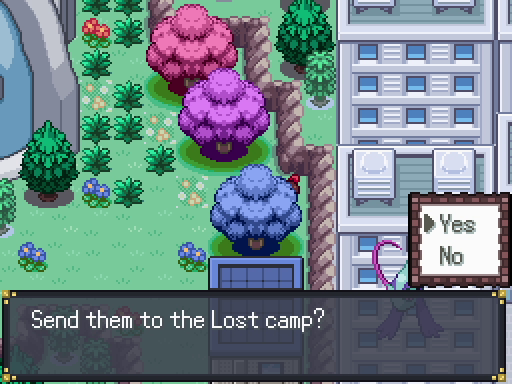 Yes
No
Send them to the Lost camp?